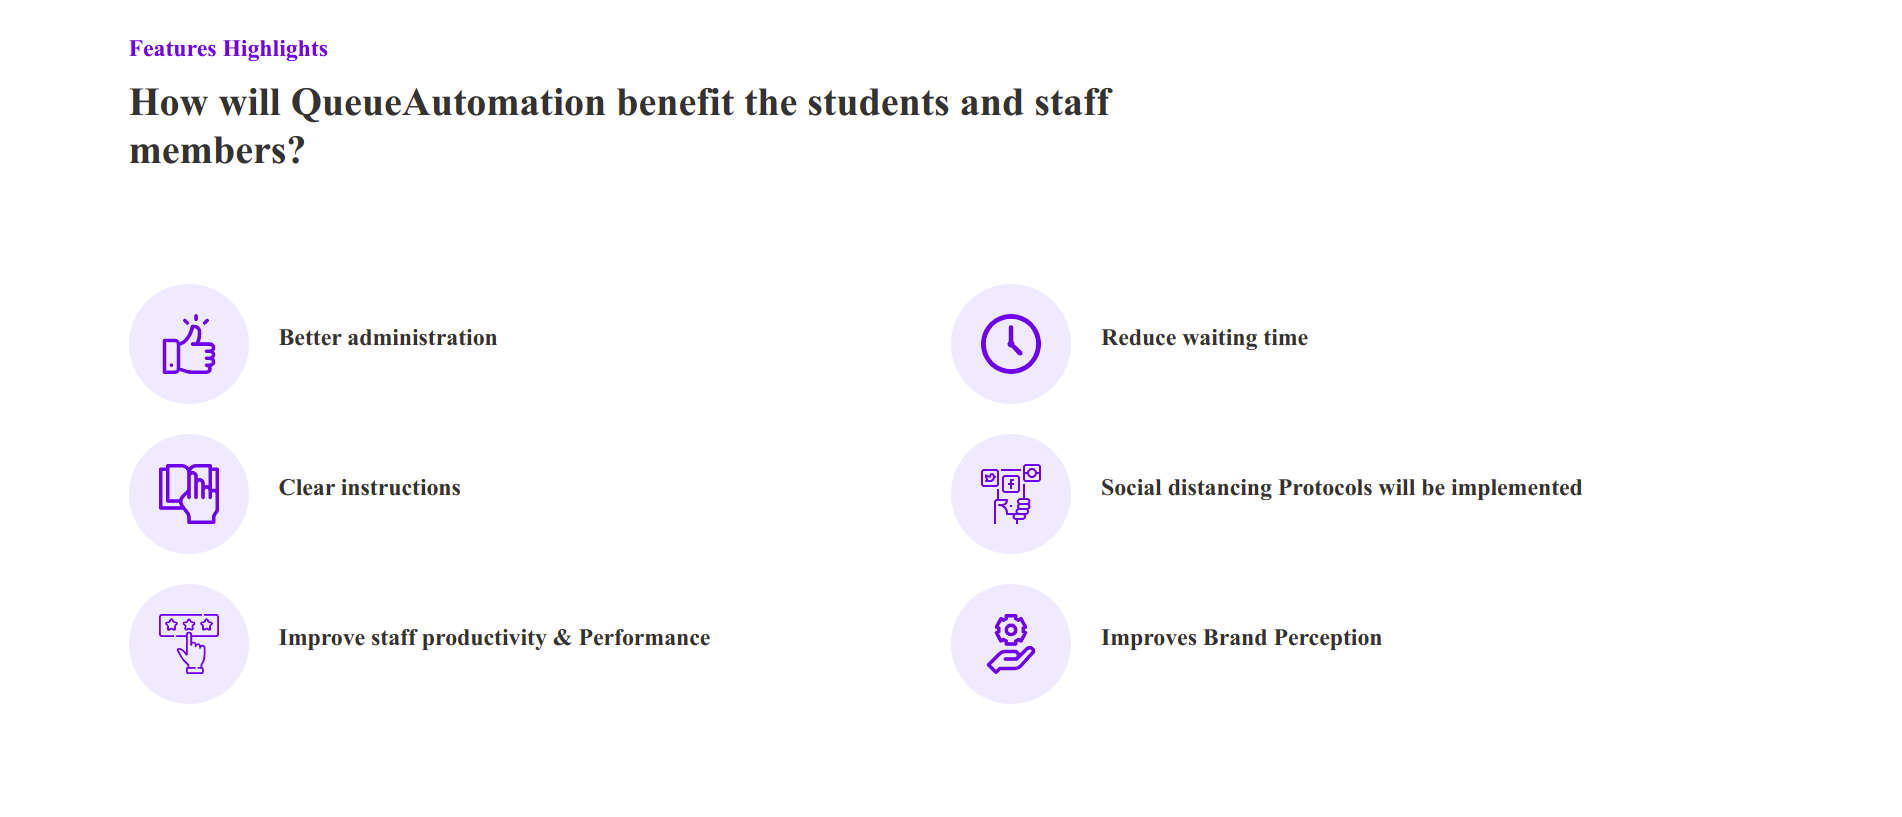 Features Highlights
How will QueueAutomation benefit the students and staff
members?
Better administration
Reduce waiting time
Clear instructions
Social distancing Protocols will be implemented
Improve staff productivity & Performance
Improves Brand Perception